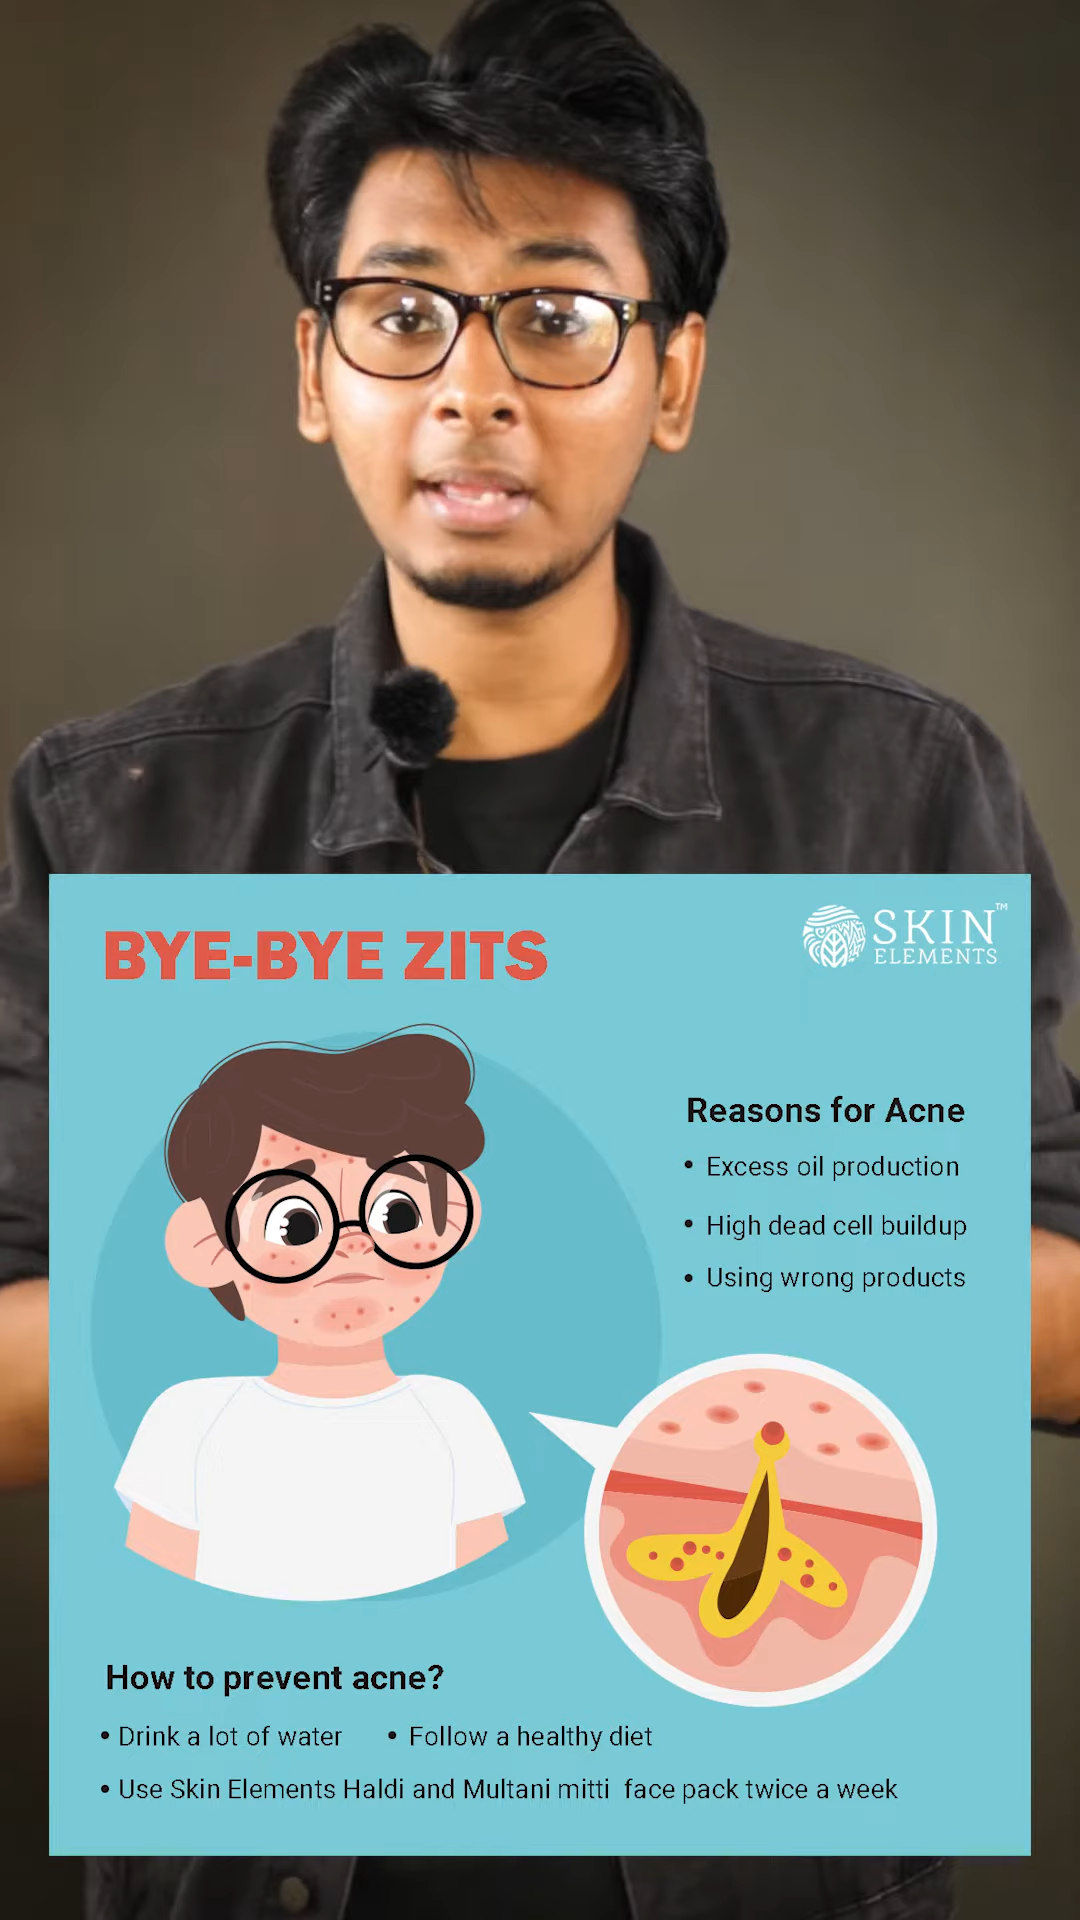 BYE-BYE ZITS
SKIN™
ELEMENTS
Reasons for Acne
• Excess oil production
• High dead cell buildup
• Using wrong products
How to prevent acne?
• Drink a lot of water • Follow a healthy diet
• Use Skin Elements Haldi and Multani mitti face pack twice a week